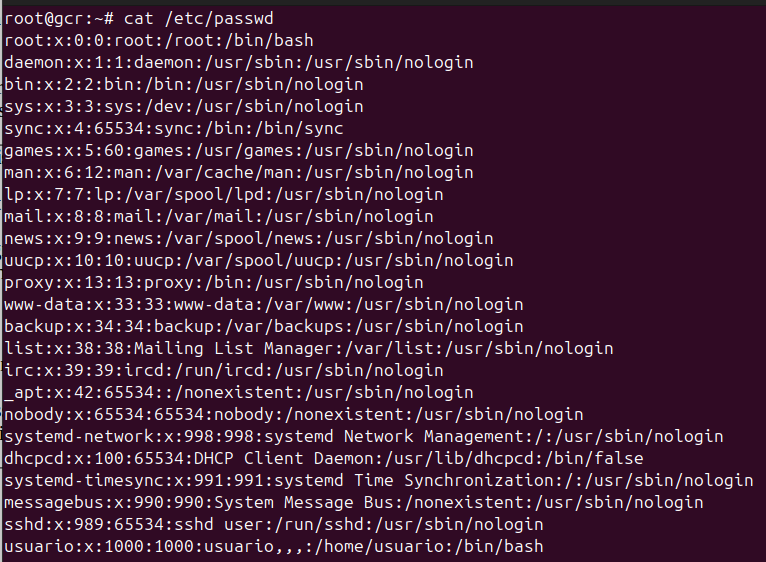 root@gcr:~# cat /etc/passwd
root:x:0:0:root:/root:/bin/bash
daemon:x:1:1:daemon:/usr/sbin:/usr/sbin/nologin
bin:x:2:2:bin:/bin:/usr/sbin/nologin
sys:x:3:3:sys:/dev:/usr/sbin/nologin
sync:x:4:65534:sync:/bin:/bin/sync
games:x:5:60:games:/usr/games:/usr/sbin/nologin
man:x:6:12:man:/var/cache/man:/usr/sbin/nologin
lp:x:7:7:lp:/var/spool/lpd:/usr/sbin/nologin
mail:x:8:8:mail:/var/mail:/usr/sbin/nologin
news:x:9:9:news:/var/spool/news:/usr/sbin/nologin
uucp:x:10:10:uucp:/var/spool/uucp:/usr/sbin/nologin
proxy:x:13:13:proxy:/bin:/usr/sbin/nologin
www-data:x:33:33:www-data:/var/www:/usr/sbin/nologin
backup:x:34:34:backup:/var/backups:/usr/sbin/nologin
list:x:38:38:Mailing List Manager:/var/list:/usr/sbin/nologin
irc:x:39:39:ircd:/run/ircd:/usr/sbin/nologin
_apt:x:42:65534::/nonexistent:/usr/sbin/nologin
nobody:x:65534:65534:nobody:/nonexistent:/usr/sbin/nologin
systemd-network:x:998:998:systemd Network Management:/:/usr/sbin/nologin
dhcpcd:x:100:65534:DHCP Client Daemon:/usr/lib/dhcpcd:/bin/false
systemd-timesync:x:991:991:systemd Time Synchronization:/:/usr/sbin/nologin
messagebus:x:990:990:System Message Bus:/nonexistent:/usr/sbin/nologin
sshd:x:989:65534:sshd user:/run/sshd:/usr/sbin/nologin
usuario:x:1000:1000:usuario,,,:/home/usuario:/bin/bash